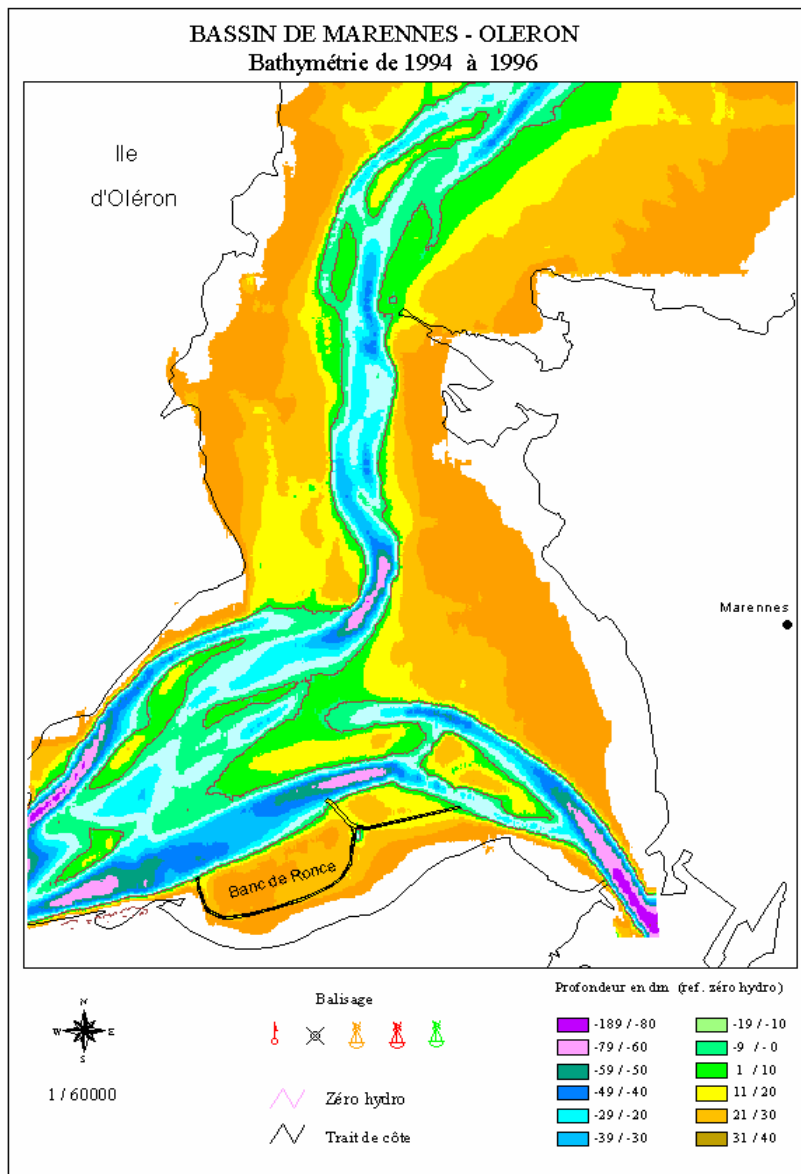 BASSIN DE MARENNES - OLERON
Bathymétrie de 1994 à 1996
Ile
d'Oléron
Marennes
Banc de Ronce
N
W E
S
1 / 60000
Balisage
Zéro hydro
Trait de côte
Profondeur en dm (ref. zéro hydro)
-189 / -80
-79 / -60
-59 / -50
-49 / -40
-29 / -20
-39 / -30
-19 / -10
-9 / -0
1 / 10
11 / 20
21 / 30
31 / 40